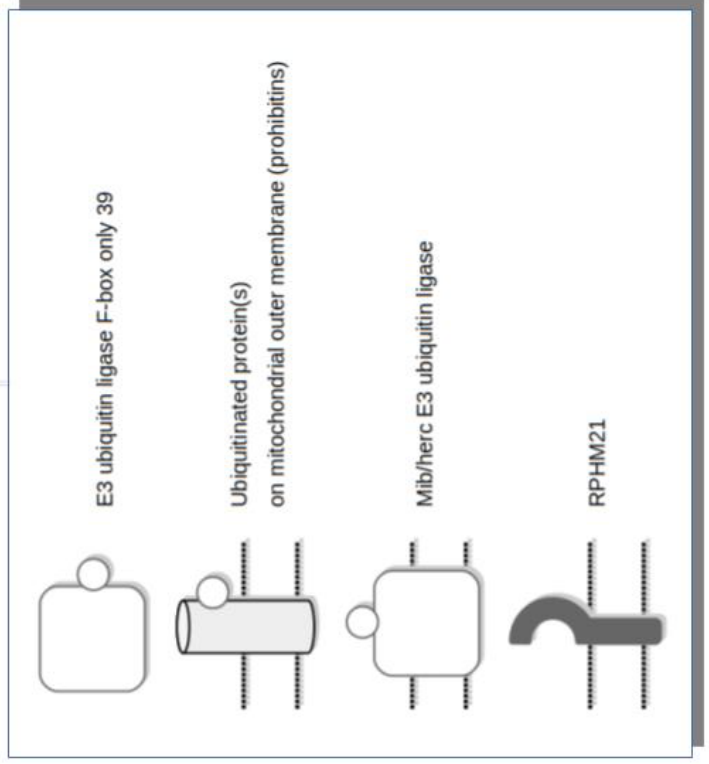 E3 ubiquitin ligase F-box only 39
Ubiquitinated protein(s)
on mitochondrial outer membrane (prohibitins)
Mib/herc E3 ubiquitin ligase
RPHM21